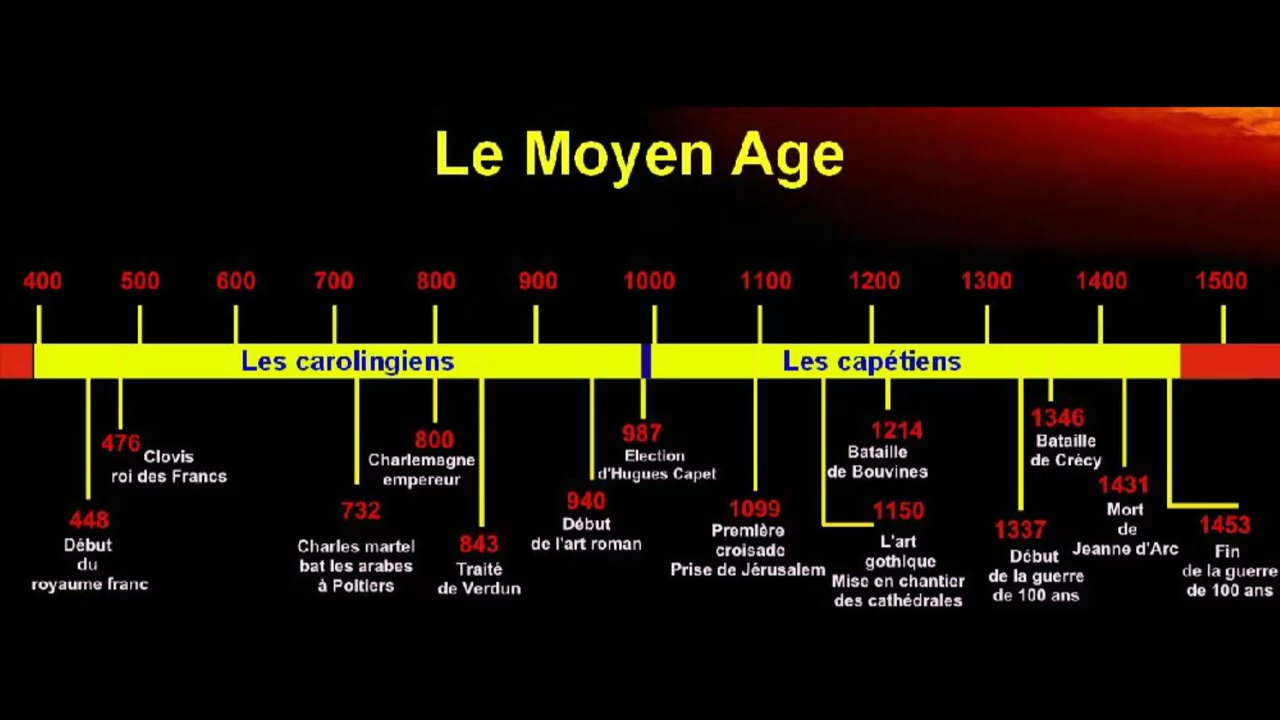 Le Moyen Age
400 500 600 700 800 900 1000 1100 1200 1300 1400 1500
Les carolingiens
Les capétiens
448
Début
du
royaume franc
476
Clovis
roi des Francs
732
Charles martel
bat les arabes
à Poitiers
800
Charlemagne
empereur
843
Traité
de Verdun
940
Début
de l'art roman
987
Election
d'Hugues Capet
1099
Première
croisade
Prise de Jérusalem
1150
L'art
gothique
Mise en chantier
des cathédrales
1214
Bataille
de Bouvines
1337
Début
de la guerre
de 100 ans
1346
Bataille
de Crécy
1431
Mort
de
Jeanne d'Arc
1453
Fin
de la guerre
de 100 ans